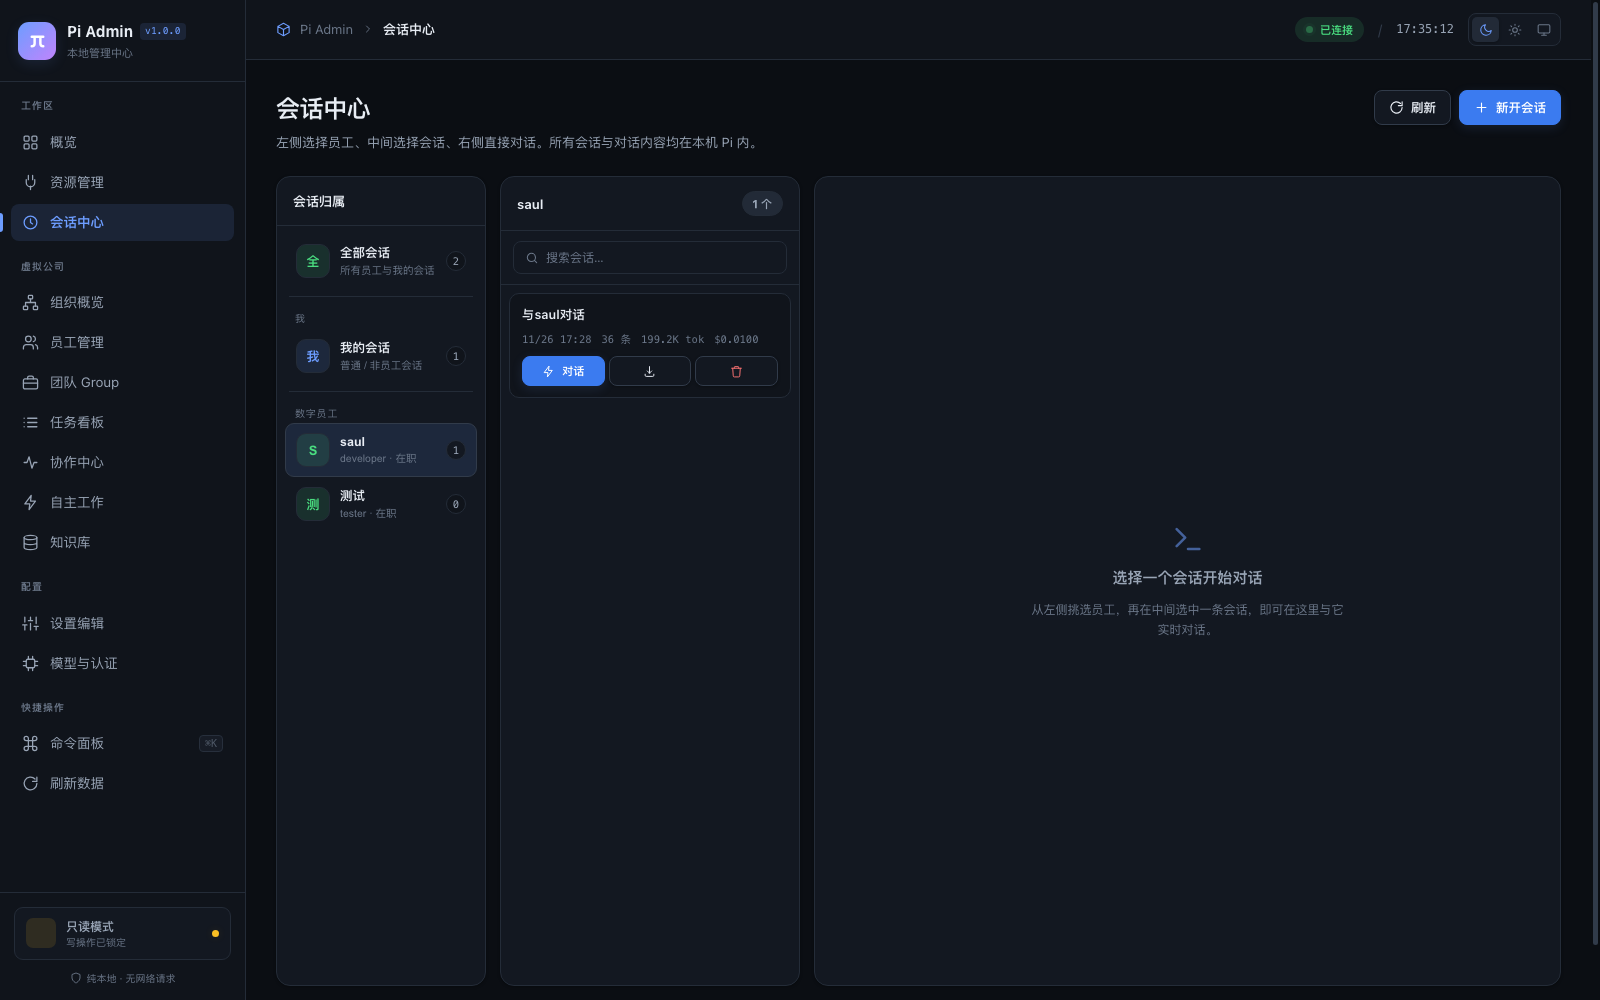 π
Pi Admin v1.0.0
本地管理中心
工作区
概览
资源管理
会话中心
虚拟公司
组织概览
员工管理
团队 Group
任务看板
协作中心
自主工作
知识库
配置
设置编辑
模型与认证
快捷操作
命令面板 ⌘K
刷新数据
只读模式
写操作已锁定
纯本地 · 无网络请求
Pi Admin > 会话中心
已连接 / 17:35:12
会话中心
左侧选择员工、中间选择会话、右侧直接对话。所有会话与对话内容均在本机 Pi 内。
刷新
新开会话
会话归属
全 全部会话 2
所有员工与我的会话
我
我 我的会话 1
普通 / 非员工会话
数字员工
S saul 1
developer · 在职
测 测试 0
tester · 在职
saul 1 个
搜索会话...
与saul对话
11/26 17:28 36 条 199.2K tok $0.0100
对话
选择一个会话开始对话
从左侧挑选员工，再在中间选中一条会话，即可在这里与它
实时对话。